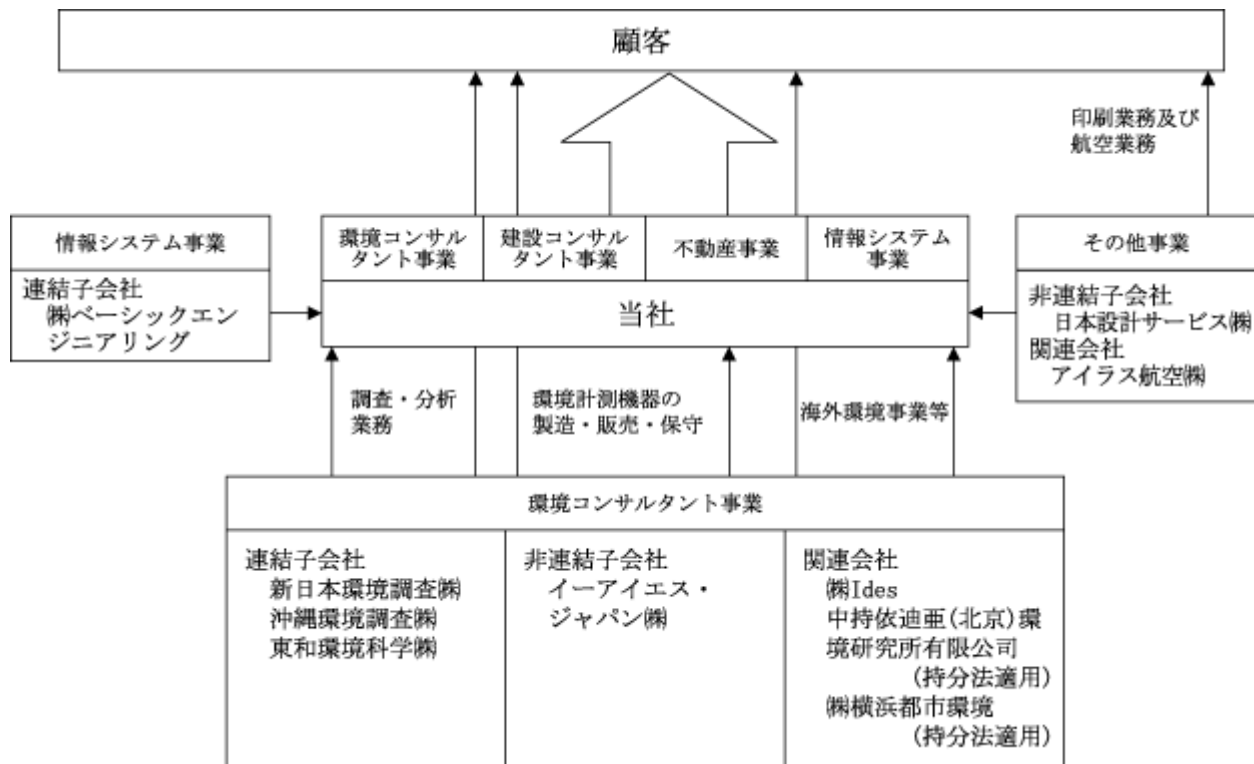 顧客
印刷業務及び
航空業務
情報システム事業
連結子会社
㈱ベーシックエン
ジニアリング
環境コンサル
タント事業
建設コンサル
タント事業
不動産事業
情報システム
事業
当社
その他事業
非連結子会社
日本設計サービス㈱
関連会社
アイラス航空㈱
調査・分析
業務
環境計測機器の
製造・販売・保守
海外環境事業等
環境コンサルタント事業
連結子会社
新日本環境調査㈱
沖縄環境調査㈱
東和環境科学㈱
非連結子会社
イーアイエス・
ジャパン㈱
関連会社
㈱Ides
中持依迪亜(北京)環
境研究所有限公司
(持分法適用)
㈱横浜都市環境
(持分法適用)